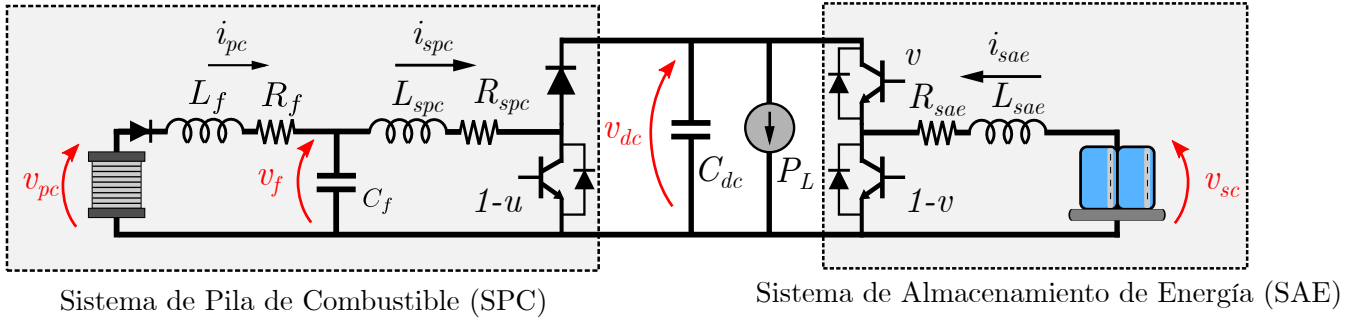 i_pc
i_spc
L_f
R_f
L_spc
R_spc
v_pc
v_f
C_f
1-u
v_dc
C_dc
P_L
v
i_sae
R_sae
L_sae
1-v
v_sc
Sistema de Pila de Combustible (SPC)
Sistema de Almacenamiento de Energía (SAE)